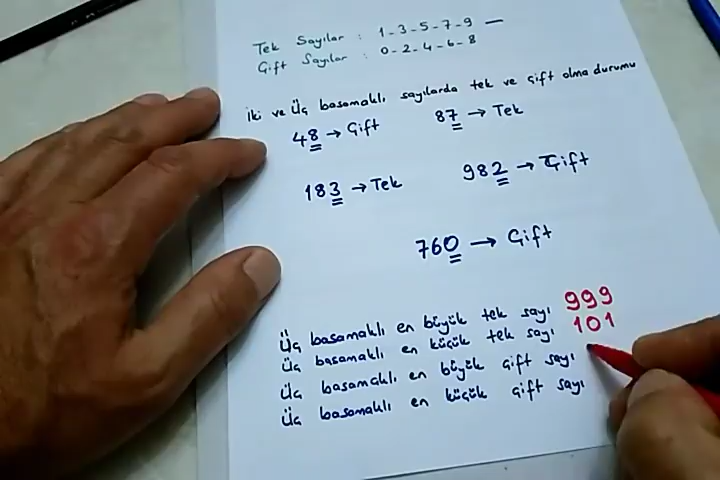 Tek Sayılar : 1-3-5-7-9 —
Çift Sayılar : 0-2-4-6-8
İki ve Üç basamaklı sayılarda tek ve çift olma durumu
48 → Çift 87 → Tek
183 → Tek 982 → Çift
760 → Çift
Üç basamaklı en büyük tek sayı 999
Üç basamaklı en küçük tek sayı 101
Üç basamaklı en büyük çift sayı
Üç basamaklı en küçük çift sayı